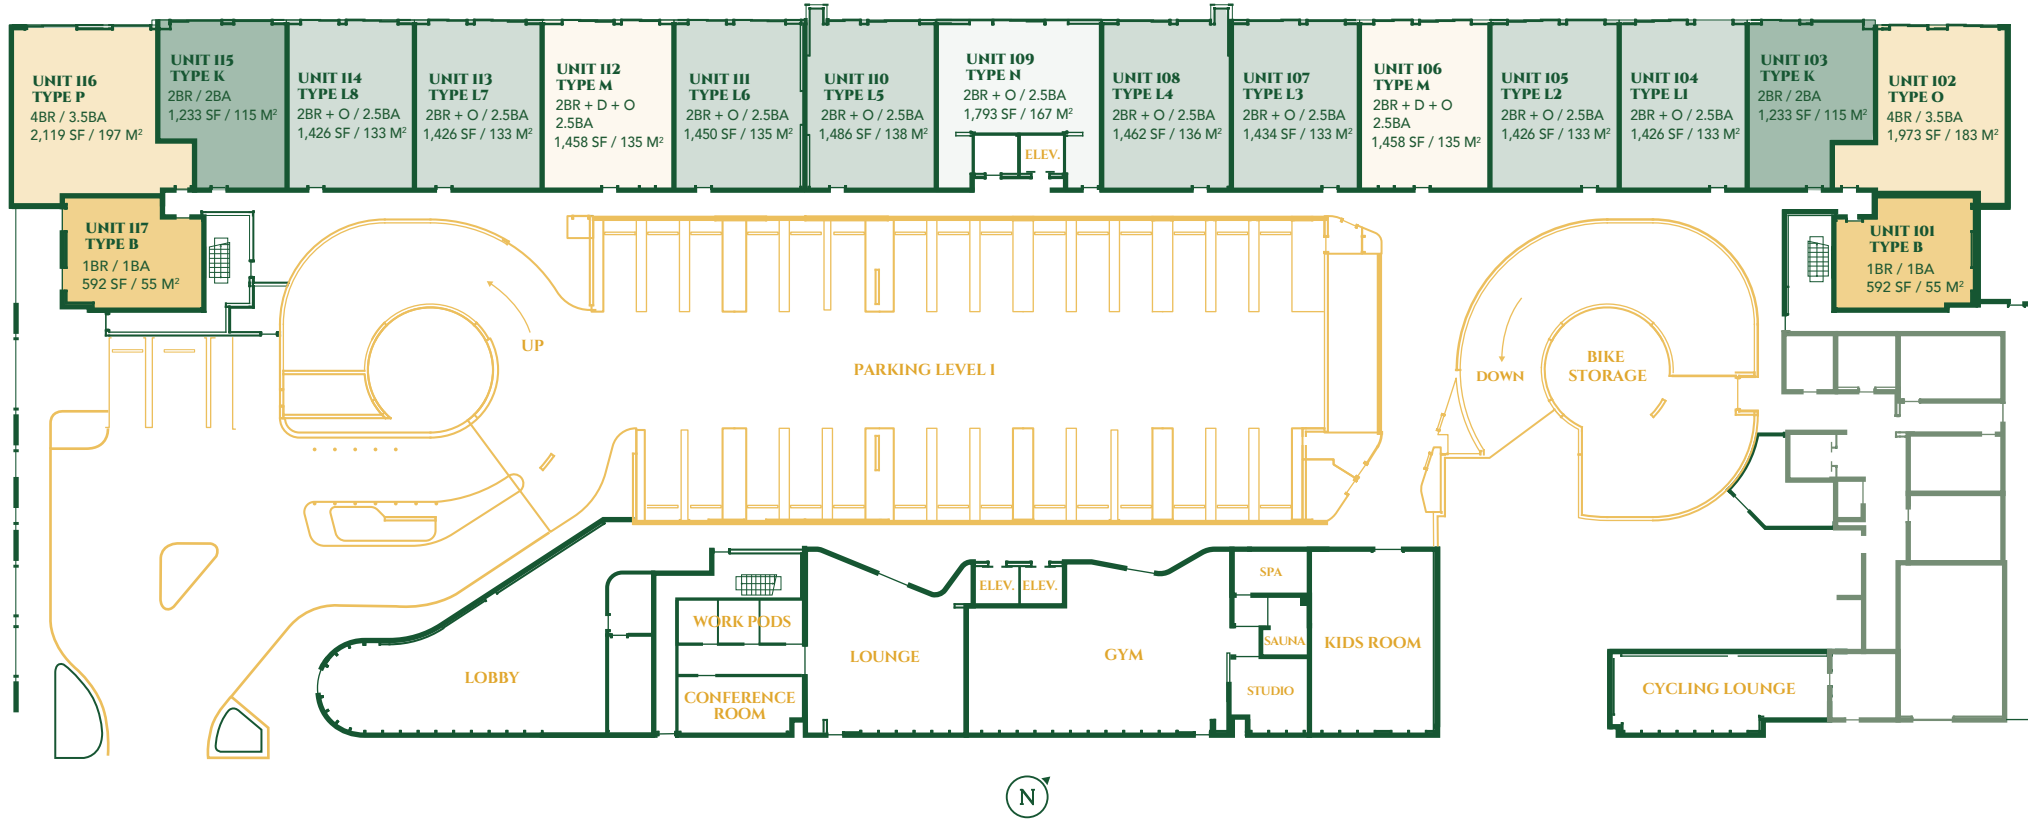 UNIT 116
TYPE P
4BR / 3.5BA
2,119 SF / 197 M²
UNIT 115
TYPE K
2BR / 2BA
1,233 SF / 115 M²
UNIT 114
TYPE L8
2BR + O / 2.5BA
1,426 SF / 133 M²
UNIT 113
TYPE L7
2BR + O / 2.5BA
1,426 SF / 133 M²
UNIT 112
TYPE M
2BR + D + O
2.5BA
1,458 SF / 135 M²
UNIT 111
TYPE L6
2BR + O / 2.5BA
1,450 SF / 135 M²
UNIT 110
TYPE L5
2BR + O / 2.5BA
1,486 SF / 138 M²
UNIT 109
TYPE N
2BR + O / 2.5BA
1,793 SF / 167 M²
ELEV.
UNIT 108
TYPE L4
2BR + O / 2.5BA
1,462 SF / 136 M²
UNIT 107
TYPE L3
2BR + O / 2.5BA
1,434 SF / 133 M²
UNIT 106
TYPE M
2BR + D + O
2.5BA
1,458 SF / 135 M²
UNIT 105
TYPE L2
2BR + O / 2.5BA
1,426 SF / 133 M²
UNIT 104
TYPE L1
2BR + O / 2.5BA
1,426 SF / 133 M²
UNIT 103
TYPE K
2BR / 2BA
1,233 SF / 115 M²
UNIT 102
TYPE O
4BR / 3.5BA
1,973 SF / 183 M²
UNIT 117
TYPE B
1BR / 1BA
592 SF / 55 M²
UNIT 101
TYPE B
1BR / 1BA
592 SF / 55 M²
UP
PARKING LEVEL 1
DOWN
BIKE
STORAGE
LOBBY
WORK PODS
CONFERENCE
ROOM
LOUNGE
ELEV.
ELEV.
GYM
SPA
SAUNA
STUDIO
KIDS ROOM
CYCLING LOUNGE
N